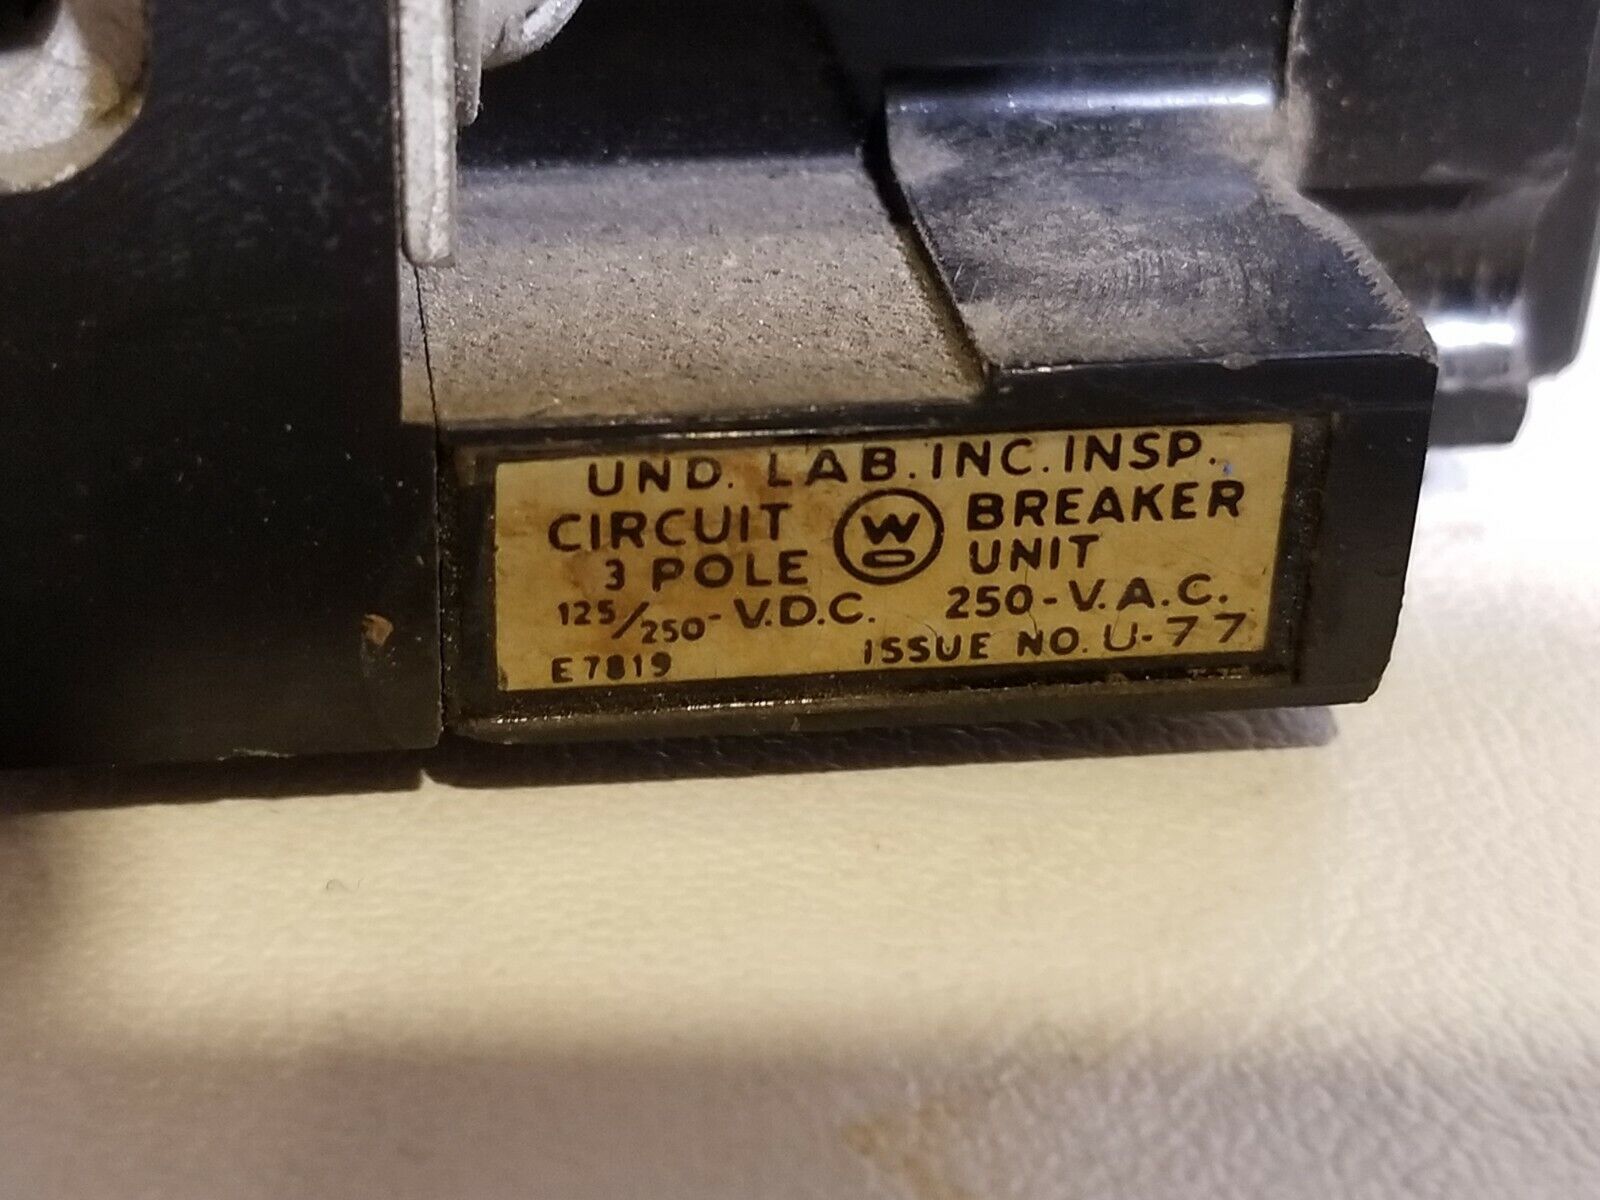 UND. LAB. INC. INSP.
CIRCUIT W BREAKER
3 POLE UNIT
125/250-V.D.C. 250-V.A.C.
E7819 ISSUE NO. U-77